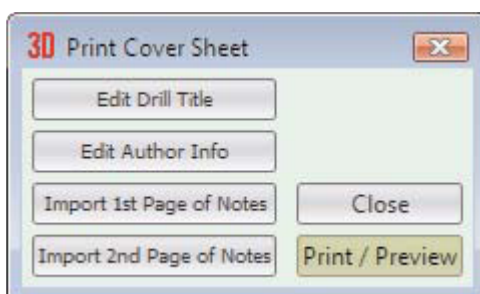 3D Print Cover Sheet
Edit Drill Title
Edit Author Info
Import 1st Page of Notes
Close
Import 2nd Page of Notes
Print / Preview